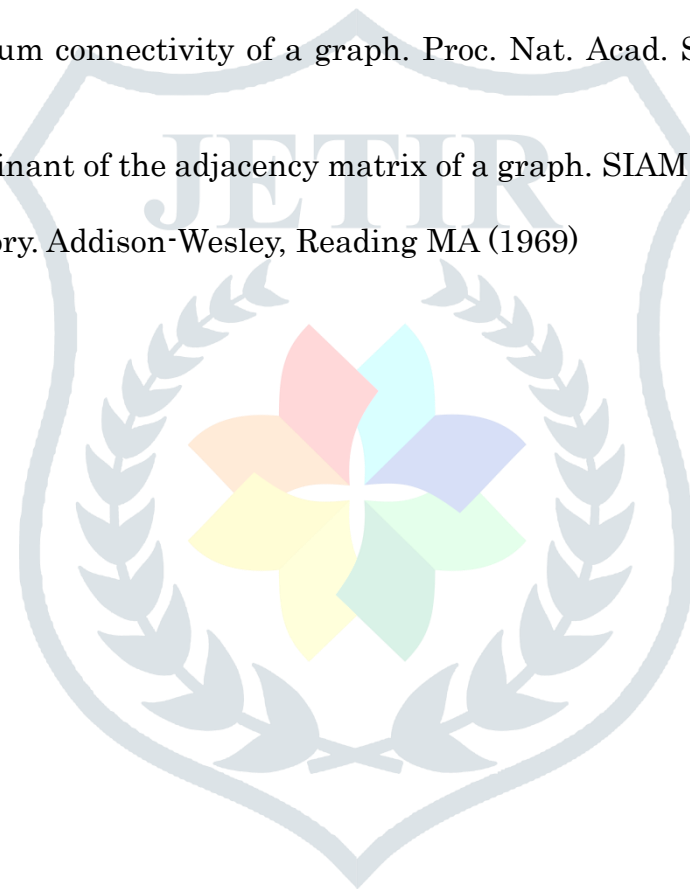 um connectivity of a graph. Proc. Nat. Acad. S
JETIR
inant of the adjacency matrix of a graph. SIAM
ory. Addison-Wesley, Reading MA (1969)